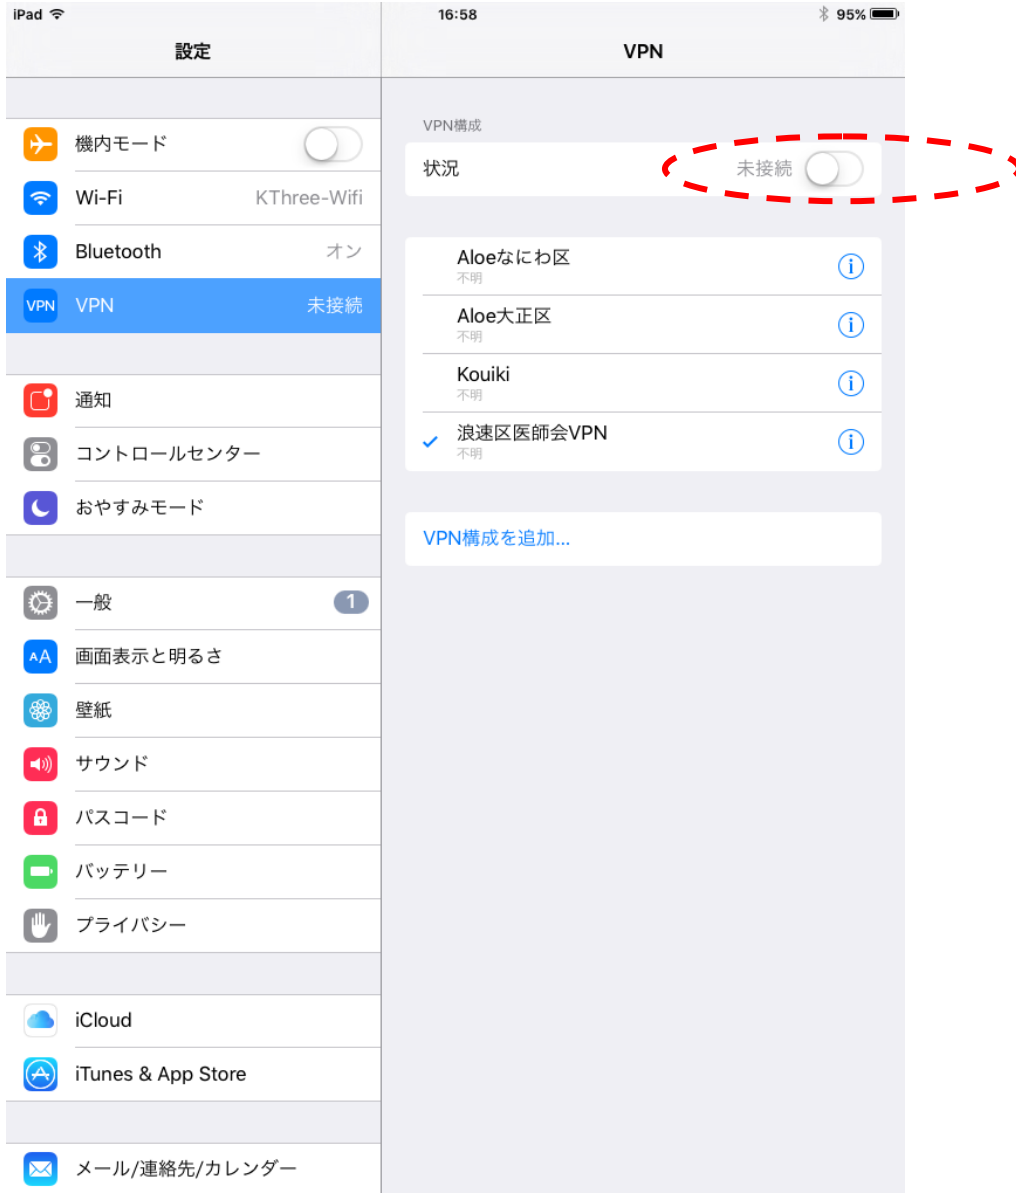 iPad
16:58
95%
設定
VPN
機内モード
Wi-Fi
KThree-Wifi
Bluetooth
オン
VPN
VPN
未接続
通知
コントロールセンター
おやすみモード
一般
1
AA
画面表示と明るさ
壁紙
サウンド
パスコード
バッテリー
プライバシー
iCloud
iTunes & App Store
メール/連絡先/カレンダー
VPN構成
状況
未接続
Aloeなにわ区
不明
Aloe大正区
不明
Kouiki
不明
浪速区医師会VPN
不明
VPN構成を追加...